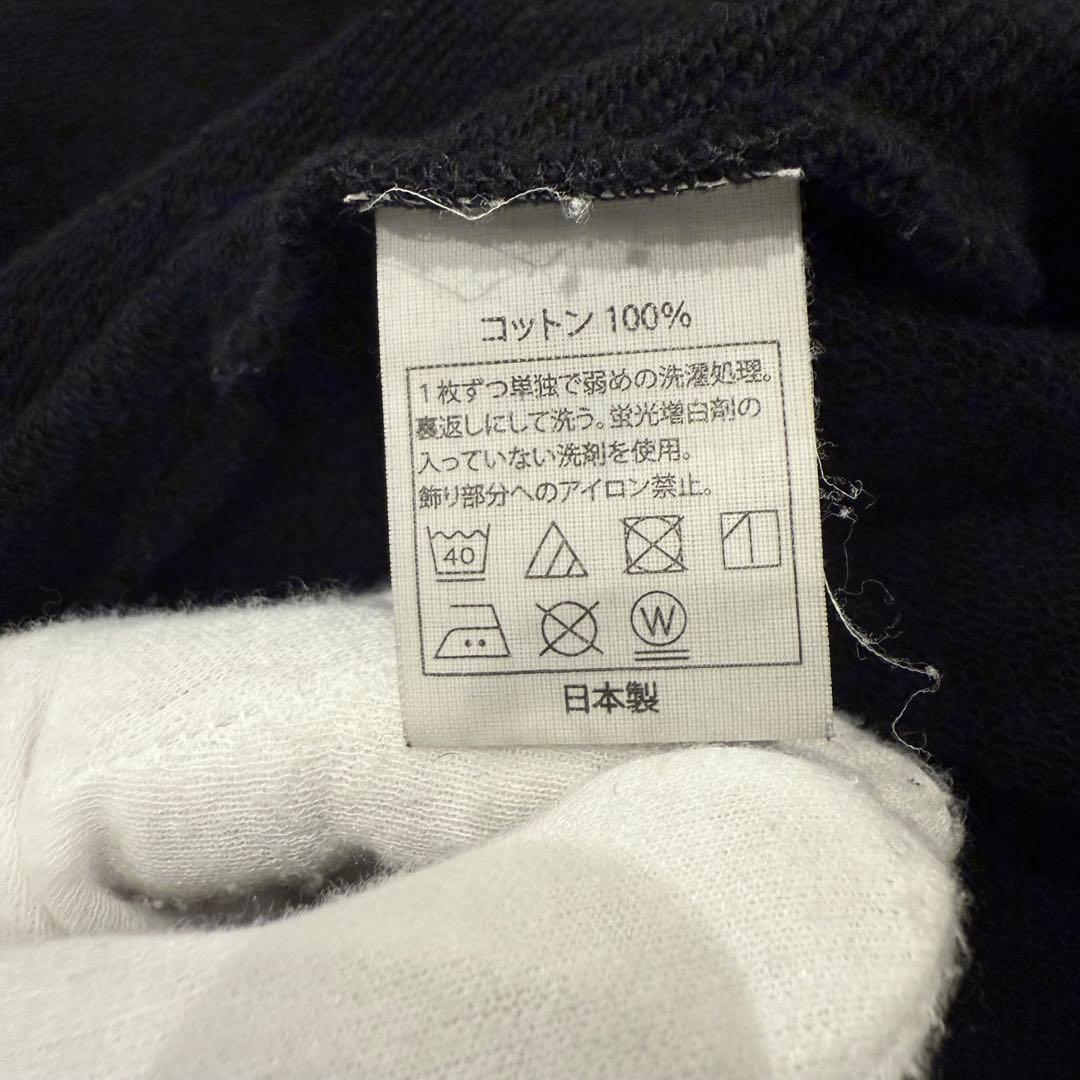 コットン 100%
1枚ずつ単独で弱めの洗濯処理。
裏返しにして洗う。蛍光増白剤の
入っていない洗剤を使用。
飾り部分へのアイロン禁止。
40
W
日本製